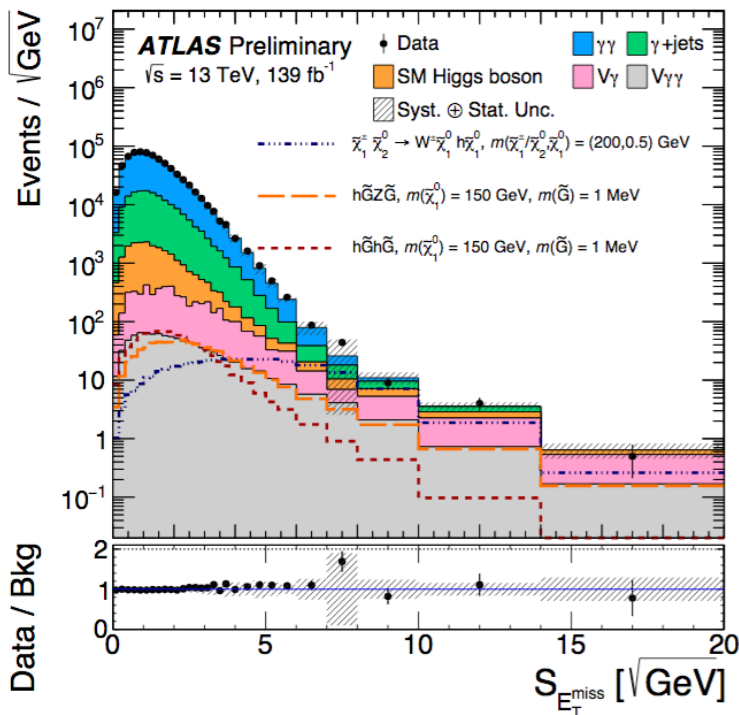 ATLAS Preliminary
√s = 13 TeV, 139 fb⁻¹
Data
γγ
γ+jets
SM Higgs boson
Vγ
Vγγ
Syst. ⊕ Stat. Unc.
χ̃₁± χ̃₂⁰ → W±χ̃₁⁰ hχ̃₁⁰, m(χ̃₁±/χ̃₂⁰,χ̃₁⁰) = (200,0.5) GeV
hG̃ZG̃, m(χ̃₁⁰) = 150 GeV, m(G̃) = 1 MeV
hG̃hG̃, m(χ̃₁⁰) = 150 GeV, m(G̃) = 1 MeV
Events / √GeV
10⁷
10⁶
10⁵
10⁴
10³
10²
10
1
10⁻¹
Data / Bkg
2
1
0
0 5 10 15 20
S_{E_T^{miss}} [√GeV]